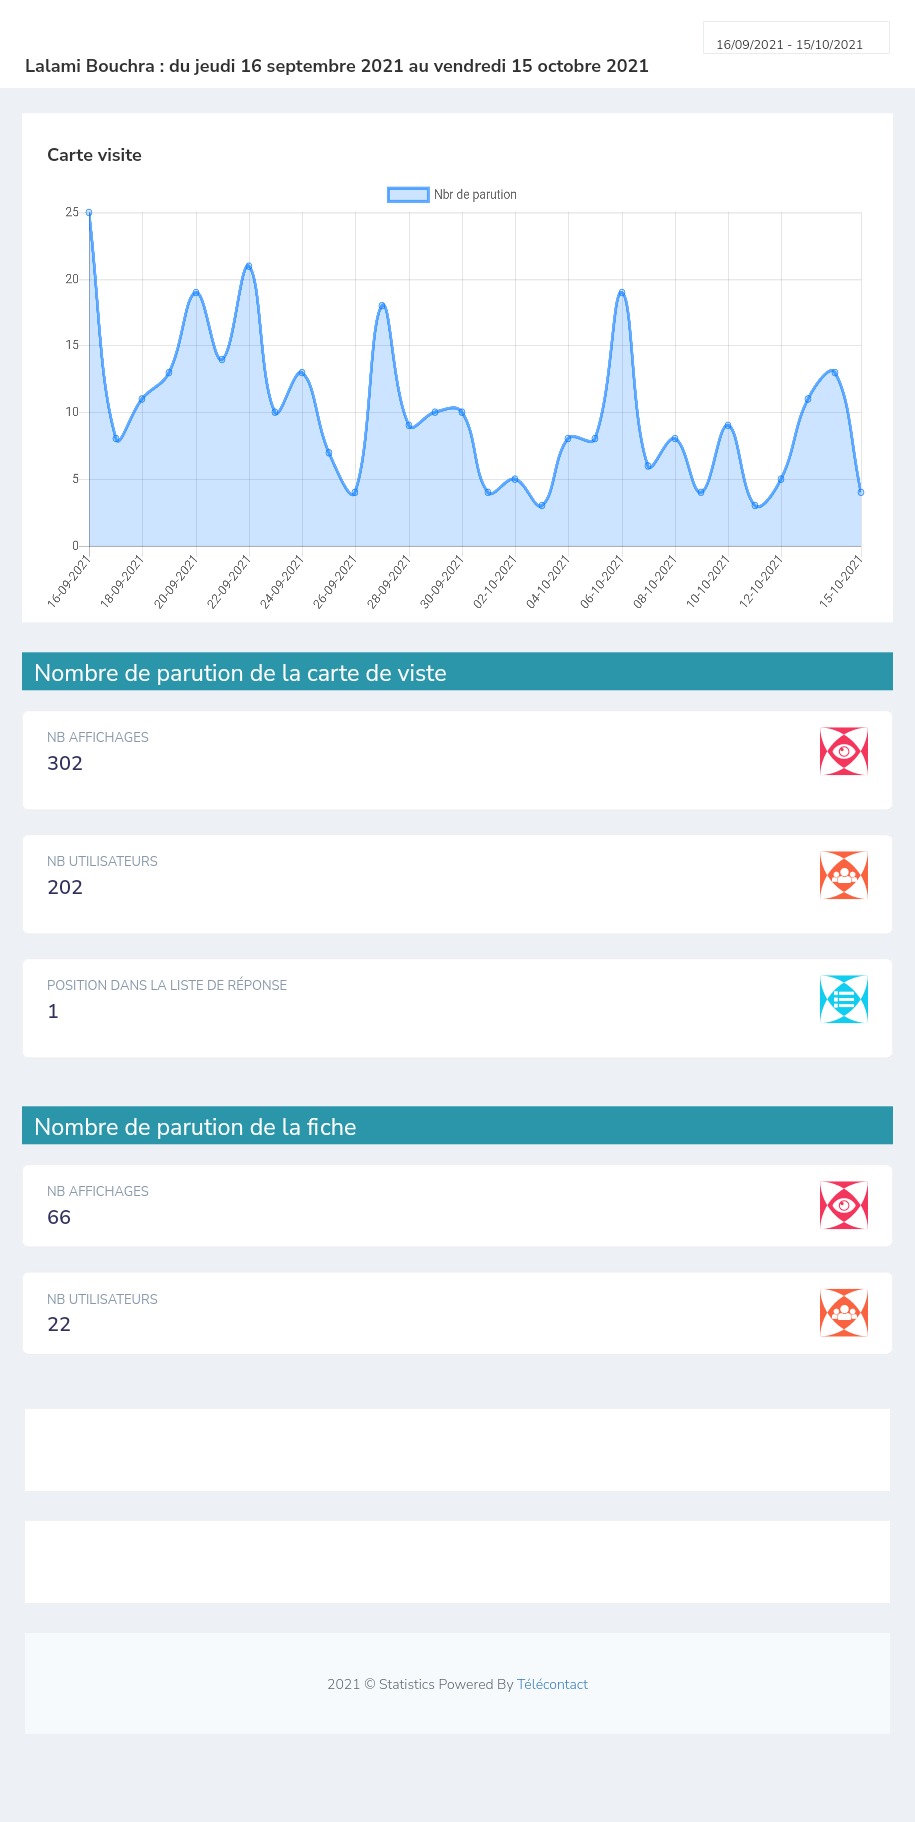 16/09/2021 - 15/10/2021
Lalami Bouchra : du jeudi 16 septembre 2021 au vendredi 15 octobre 2021
Carte visite
Nbr de parution
25
20
15
10
5
0
16-09-2021 18-09-2021 20-09-2021 22-09-2021 24-09-2021 26-09-2021 28-09-2021 30-09-2021 02-10-2021 04-10-2021 06-10-2021 08-10-2021 10-10-2021 12-10-2021 15-10-2021
Nombre de parution de la carte de viste
NB AFFICHAGES
302
NB UTILISATEURS
202
POSITION DANS LA LISTE DE RÉPONSE
1
Nombre de parution de la fiche
NB AFFICHAGES
66
NB UTILISATEURS
22
2021 © Statistics Powered By Télécontact